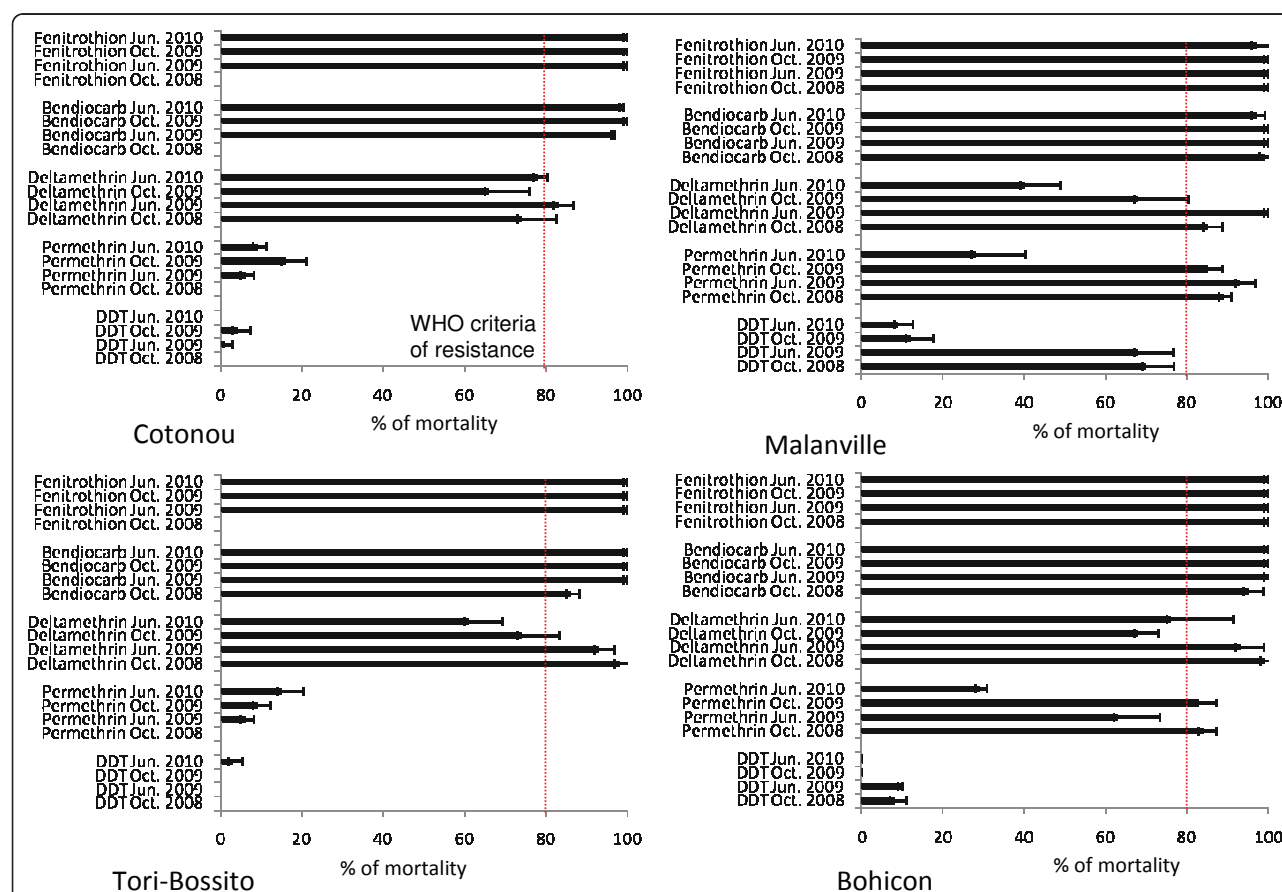 Fenitrothion Jun. 2010
Fenitrothion Oct. 2009
Fenitrothion Jun. 2009
Fenitrothion Oct. 2008
Bendiocarb Jun. 2010
Bendiocarb Oct. 2009
Bendiocarb Jun. 2009
Bendiocarb Oct. 2008
Deltamethrin Jun. 2010
Deltamethrin Oct. 2009
Deltamethrin Jun. 2009
Deltamethrin Oct. 2008
Permethrin Jun. 2010
Permethrin Oct. 2009
Permethrin Jun. 2009
Permethrin Oct. 2008
DDT Jun. 2010
DDT Oct. 2009
DDT Jun. 2009
DDT Oct. 2008
WHO criteria
of resistance
0 20 40 60 80 100
% of mortality
Cotonou
Fenitrothion Jun. 2010
Fenitrothion Oct. 2009
Fenitrothion Jun. 2009
Fenitrothion Oct. 2008
Bendiocarb Jun. 2010
Bendiocarb Oct. 2009
Bendiocarb Jun. 2009
Bendiocarb Oct. 2008
Deltamethrin Jun. 2010
Deltamethrin Oct. 2009
Deltamethrin Jun. 2009
Deltamethrin Oct. 2008
Permethrin Jun. 2010
Permethrin Oct. 2009
Permethrin Jun. 2009
Permethrin Oct. 2008
DDT Jun. 2010
DDT Oct. 2009
DDT Jun. 2009
DDT Oct. 2008
0 20 40 60 80 100
% of mortality
Malanville
Fenitrothion Jun. 2010
Fenitrothion Oct. 2009
Fenitrothion Jun. 2009
Fenitrothion Oct. 2008
Bendiocarb Jun. 2010
Bendiocarb Oct. 2009
Bendiocarb Jun. 2009
Bendiocarb Oct. 2008
Deltamethrin Jun. 2010
Deltamethrin Oct. 2009
Deltamethrin Jun. 2009
Deltamethrin Oct. 2008
Permethrin Jun. 2010
Permethrin Oct. 2009
Permethrin Jun. 2009
Permethrin Oct. 2008
DDT Jun. 2010
DDT Oct. 2009
DDT Jun. 2009
DDT Oct. 2008
0 20 40 60 80 100
% of mortality
Tori-Bossito
Fenitrothion Jun. 2010
Fenitrothion Oct. 2009
Fenitrothion Jun. 2009
Fenitrothion Oct. 2008
Bendiocarb Jun. 2010
Bendiocarb Oct. 2009
Bendiocarb Jun. 2009
Bendiocarb Oct. 2008
Deltamethrin Jun. 2010
Deltamethrin Oct. 2009
Deltamethrin Jun. 2009
Deltamethrin Oct. 2008
Permethrin Jun. 2010
Permethrin Oct. 2009
Permethrin Jun. 2009
Permethrin Oct. 2008
DDT Jun. 2010
DDT Oct. 2009
DDT Jun. 2009
DDT Oct. 2008
0 20 40 60 80 100
% of mortality
Bohicon